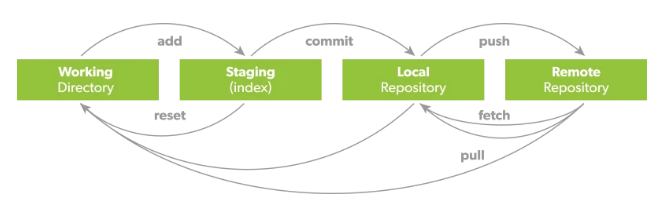 add
commit
push
Working
Directory
Staging
(index)
Local
Repository
Remote
Repository
reset
fetch
pull